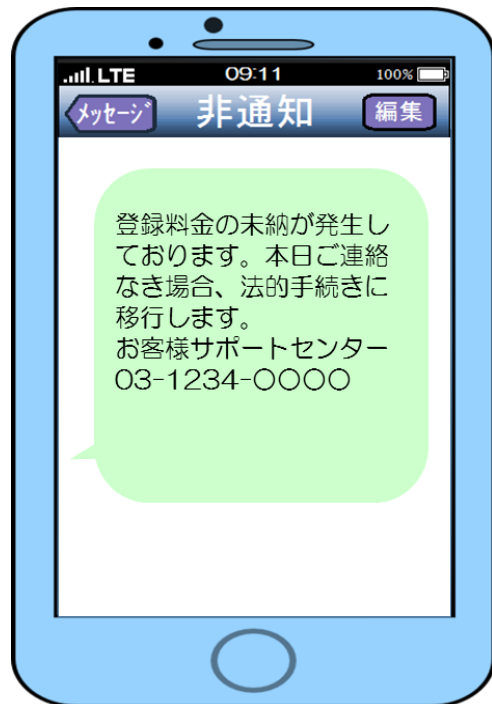 LTE 09:11 100%
メッセージ 非通知 編集
登録料金の未納が発生し
ております。本日ご連絡
なき場合、法的手続きに
移行します。
お客様サポートセンター
03-1234-〇〇〇〇